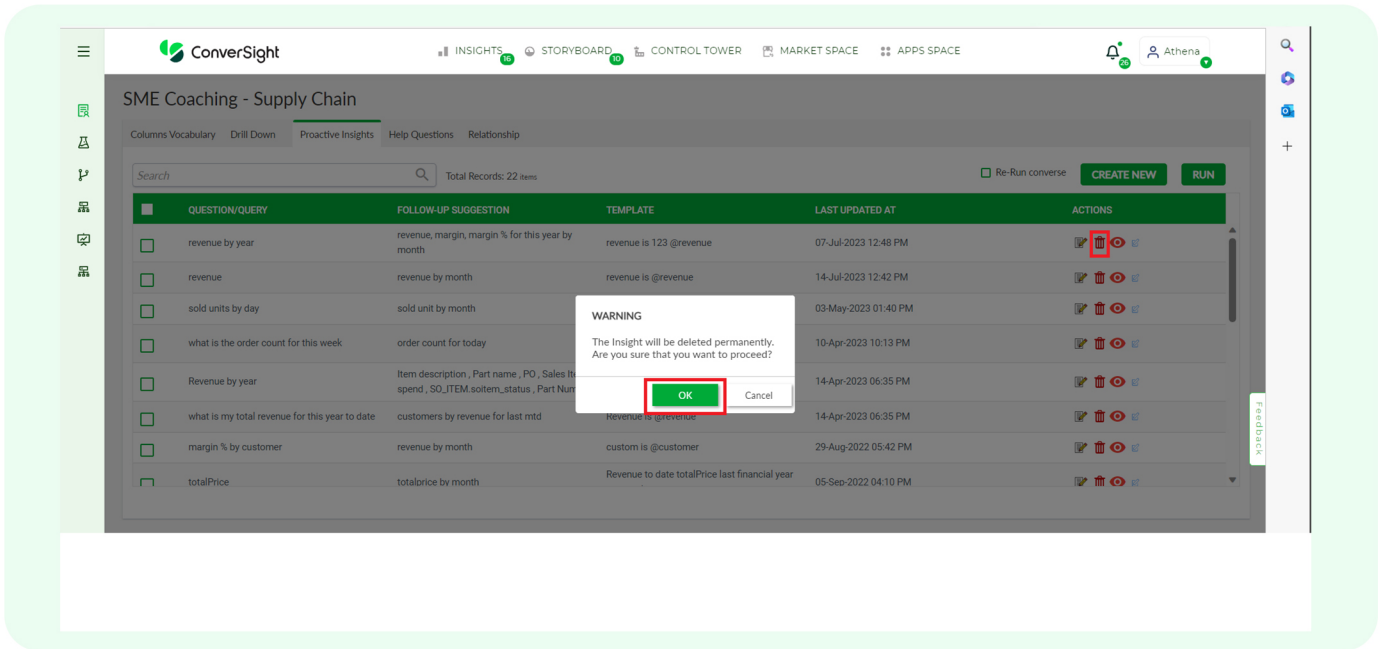 ConverSight
INSIGHTS 16 STORYBOARD 10 CONTROL TOWER MARKET SPACE APPS SPACE
26 Athena
SME Coaching - Supply Chain
Columns Vocabulary Drill Down Proactive Insights Help Questions Relationship
Search Total Records: 22 items Re-Run converse CREATE NEW RUN
QUESTION/QUERY FOLLOW-UP SUGGESTION TEMPLATE LAST UPDATED AT ACTIONS
revenue by year
revenue, margin, margin % for this year by
month
revenue is 123 @revenue 07-Jul-2023 12:48 PM
revenue revenue by month revenue is @revenue 14-Jul-2023 12:42 PM
sold units by day sold unit by month 03-May-2023 01:40 PM
what is the order count for this week order count for today 10-Apr-2023 10:13 PM
Revenue by year
Item description , Part name , PO , Sales Ite
spend , SO_ITEM.soitem_status , Part Num
14-Apr-2023 06:35 PM
what is my total revenue for this year to date customers by revenue for last mtd Revenue is @revenue 14-Apr-2023 06:35 PM
margin % by customer revenue by month custom is @customer 29-Aug-2022 05:42 PM
totalPrice totalprice by month Revenue to date totalPrice last financial year 05-Sep-2022 04:10 PM
WARNING
The Insight will be deleted permanently.
Are you sure that you want to proceed?
OK Cancel
Feedback